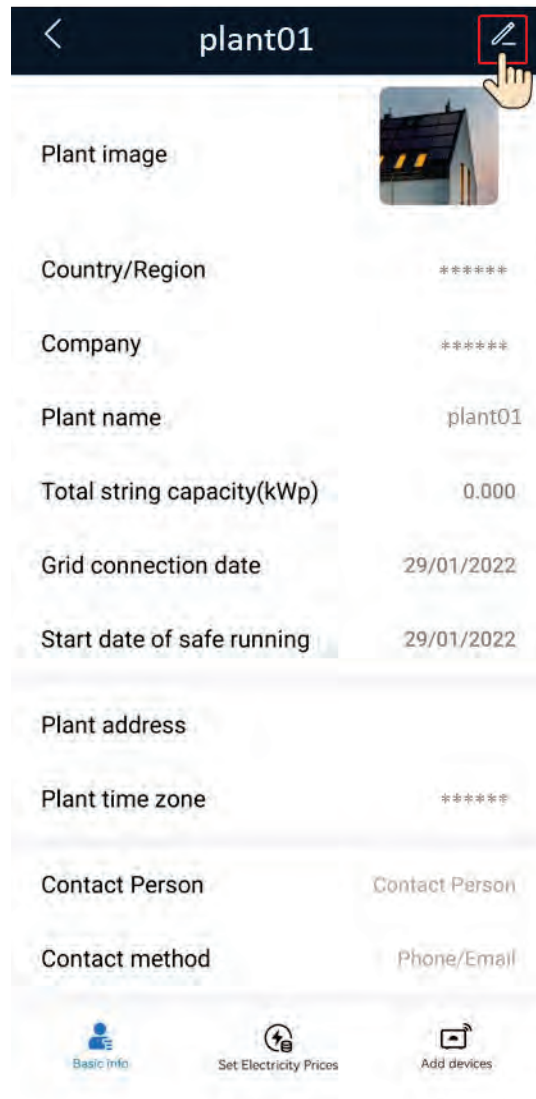 plant01
Plant image
Country/Region ******
Company ******
Plant name plant01
Total string capacity(kWp) 0.000
Grid connection date 29/01/2022
Start date of safe running 29/01/2022
Plant address
Plant time zone ******
Contact Person Contact Person
Contact method Phone/Email
Basic info Set Electricity Prices Add devices